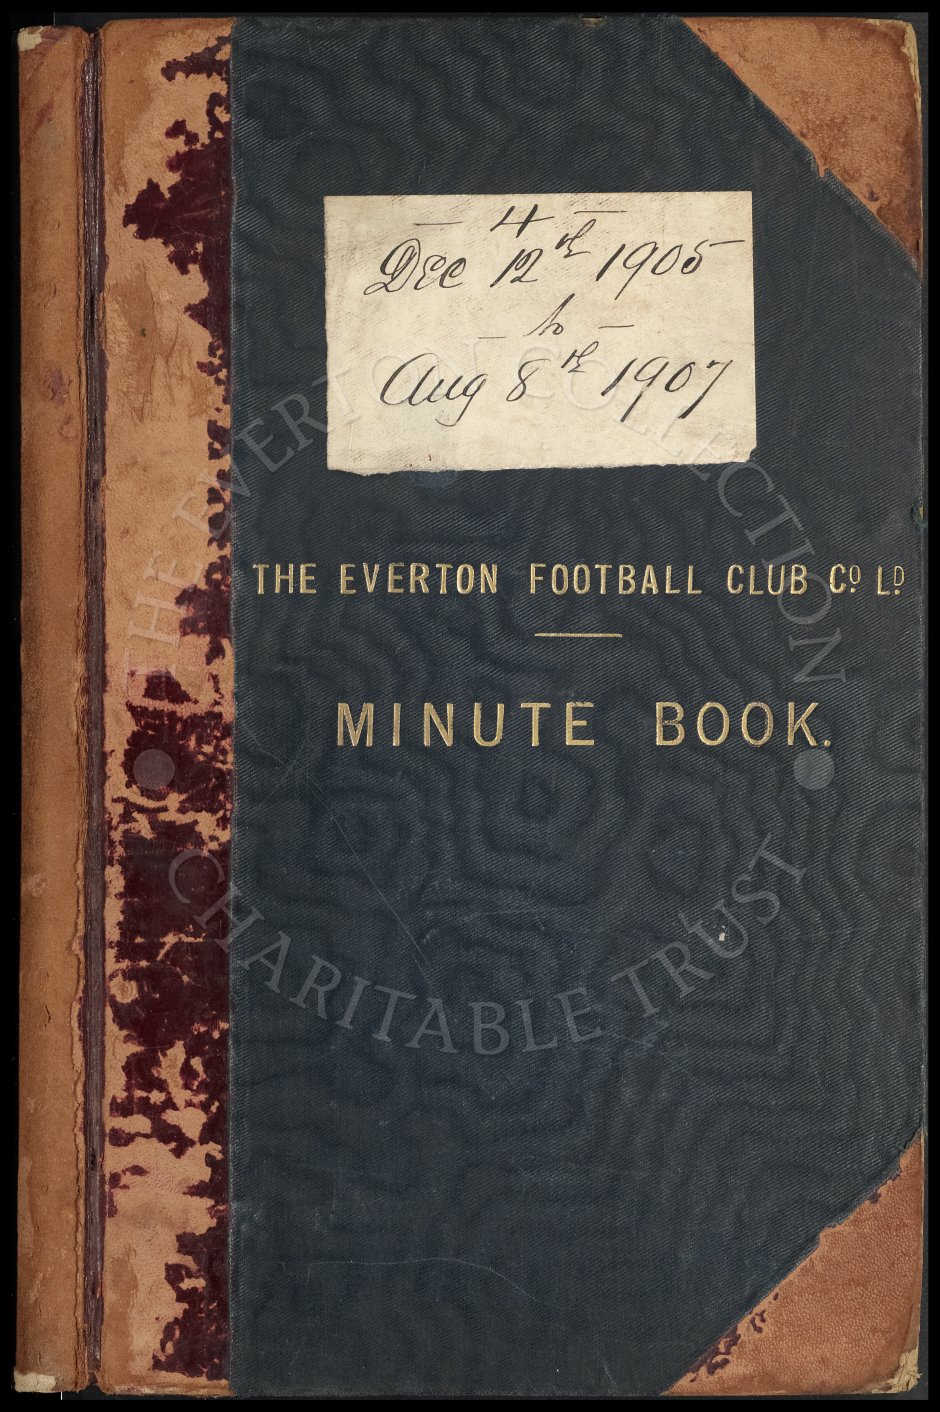 — 4 —
Dec 12th 1905
— to —
Aug 8th 1907
THE EVERTON FOOTBALL CLUB Co. LD
MINUTE BOOK.
THE EVERTON COLLECTION
CHARITABLE TRUST